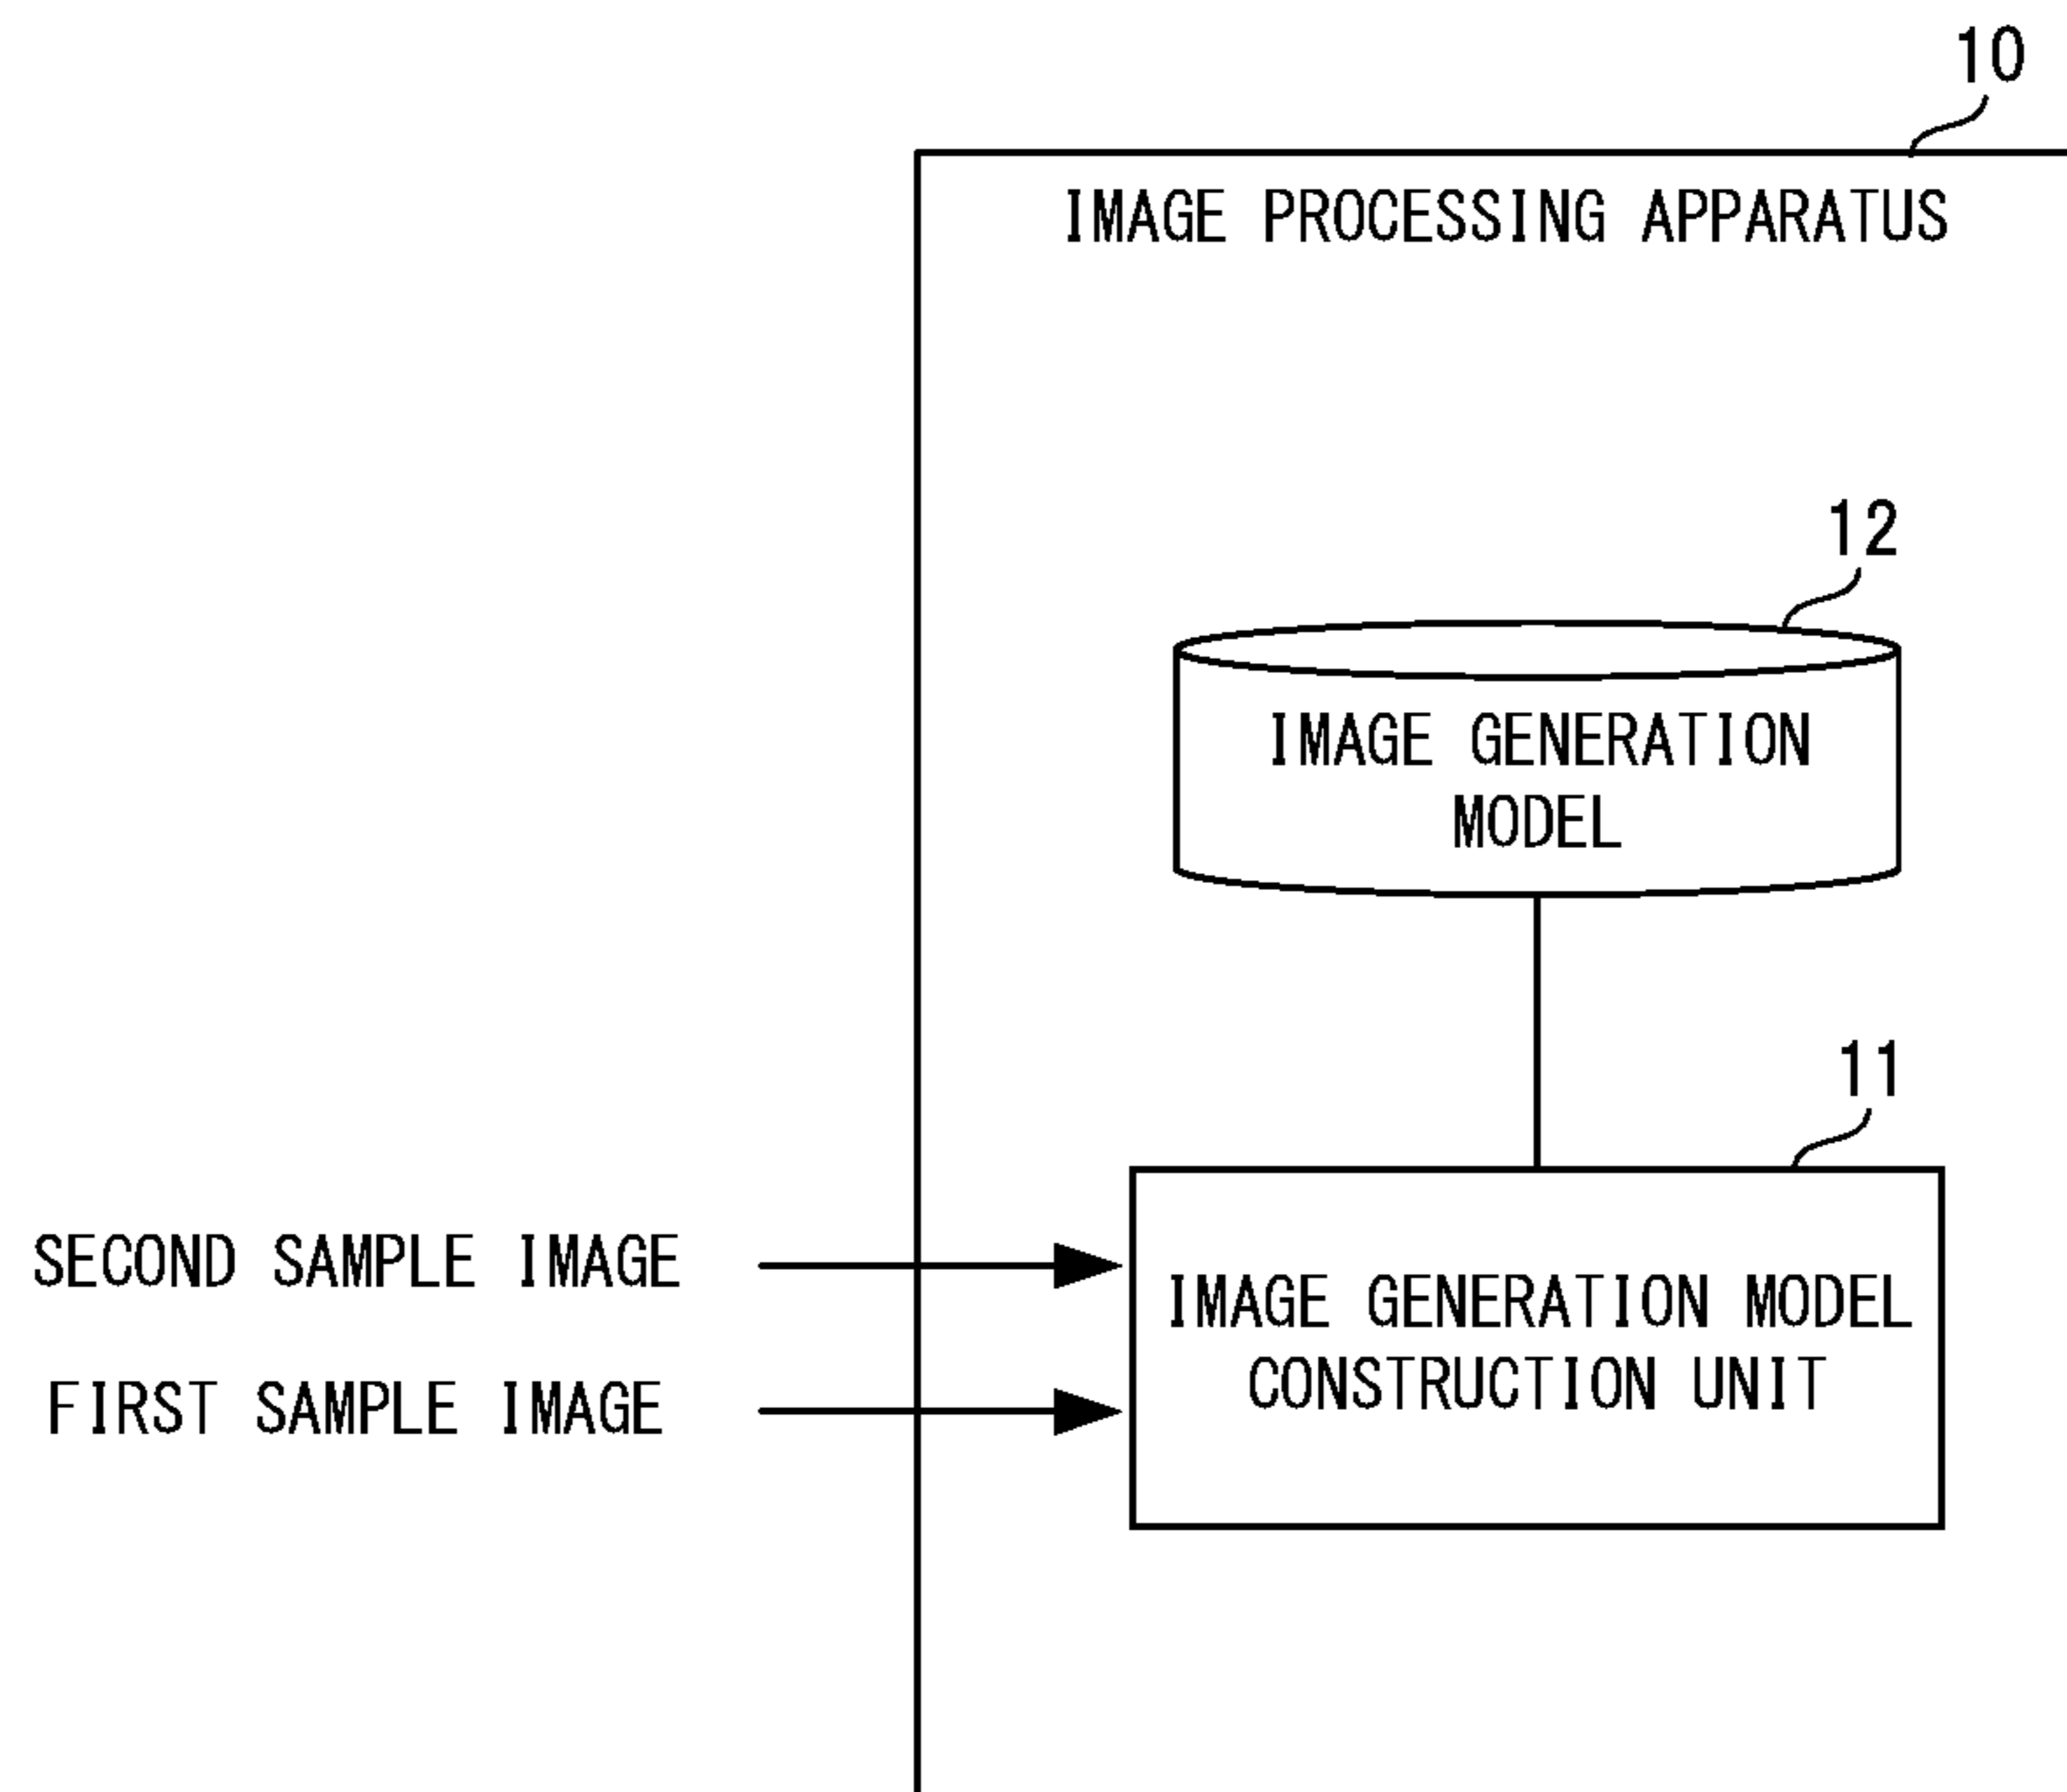 10
IMAGE PROCESSING APPARATUS
12
IMAGE GENERATION
MODEL
11
SECOND SAMPLE IMAGE
FIRST SAMPLE IMAGE
IMAGE GENERATION MODEL
CONSTRUCTION UNIT